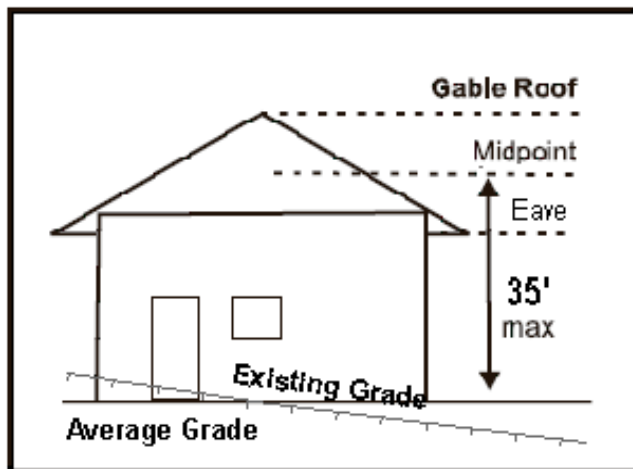 Gable Roof
Midpoint
Eave
35'
max
Existing Grade
Average Grade